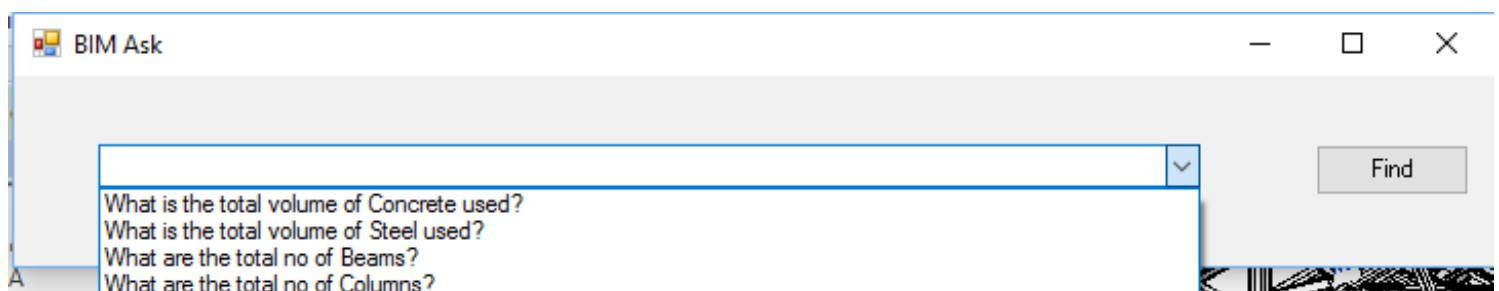 BIM Ask
Find
What is the total volume of Concrete used?
What is the total volume of Steel used?
What are the total no of Beams?
What are the total no of Columns?
A